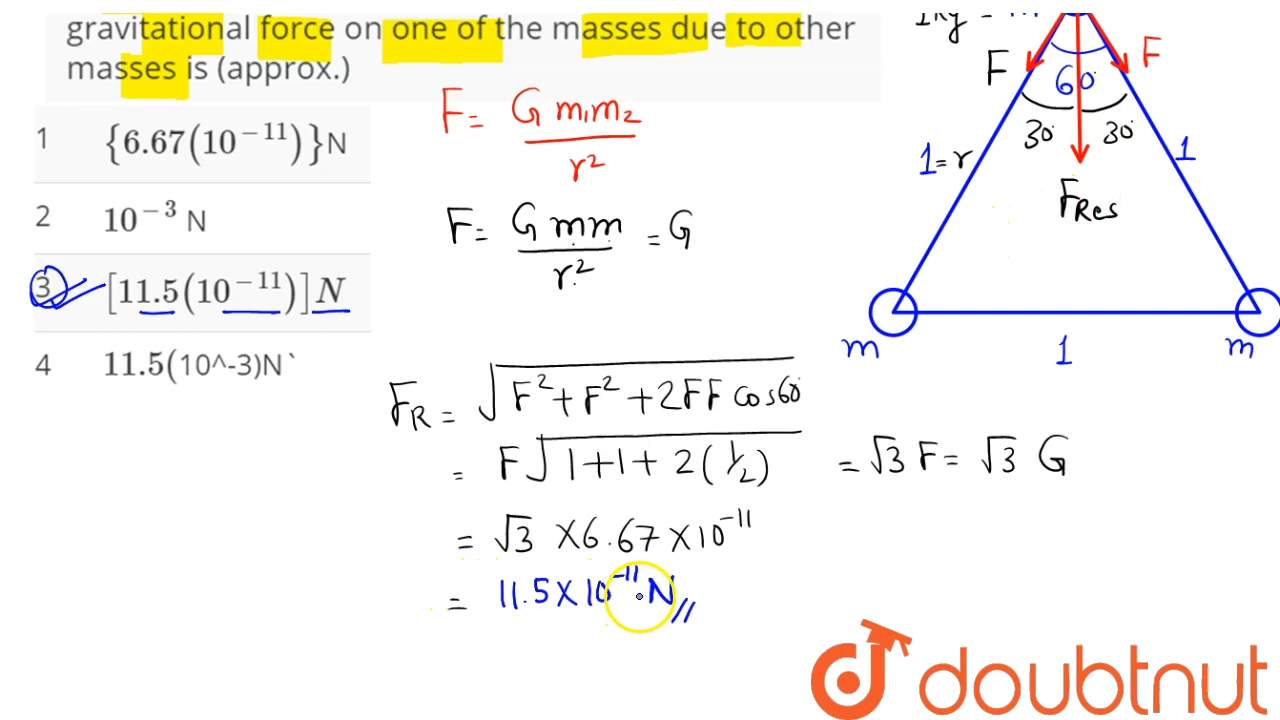 gravitational force on one of the masses due to other
masses is (approx.)
1 {6.67(10⁻¹¹)}N
2 10⁻³ N
3 [11.5(10⁻¹¹)]N
4 11.5(10^-3)N`
F = G m₁m₂ / r²
F = G mm / r² = G
F_R = √(F² + F² + 2FF cos60°)
= F√(1+1+2(1/2)) = √3 F = √3 G
= √3 × 6.67 × 10⁻¹¹
= 11.5 × 10⁻¹¹ N //
F F
60°
30° 30°
1 = r 1
F_Res
m 1 m
doubtnut